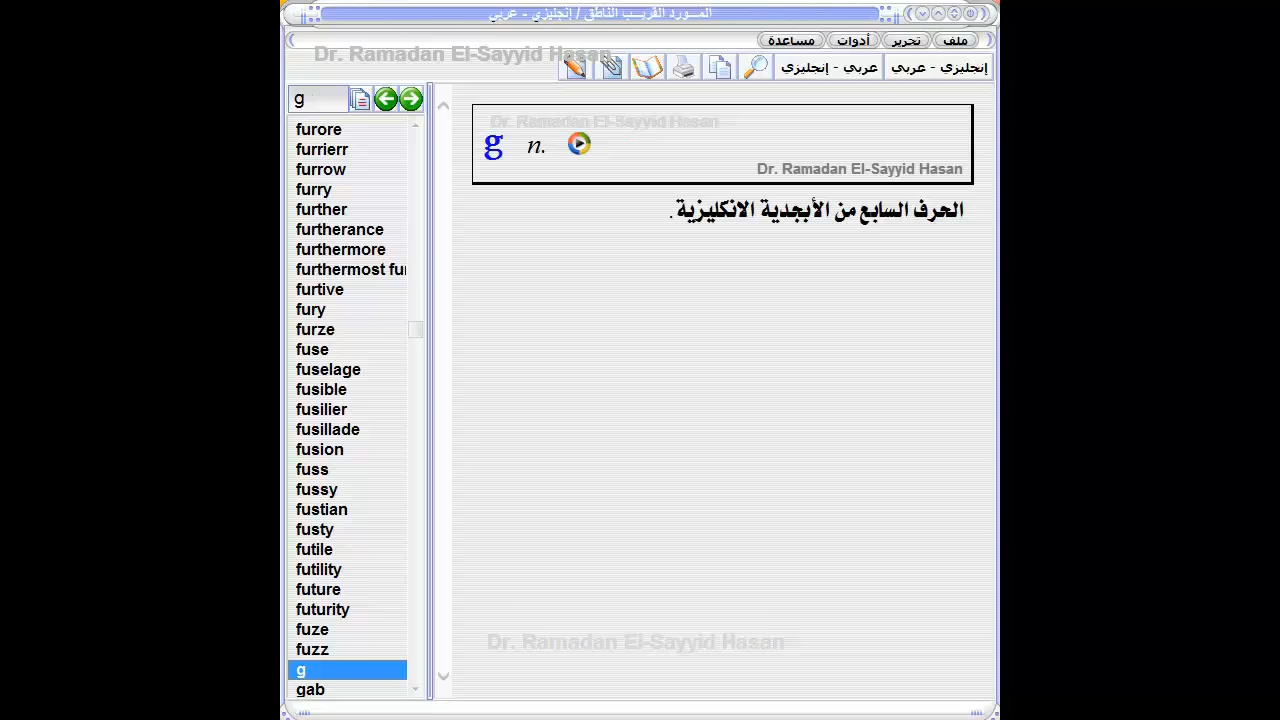 المورد القريب الناطق / إنجليزي - عربي
ملف تحرير أدوات مساعدة
Dr. Ramadan El-Sayyid Hasan
إنجليزي - عربي عربي - إنجليزي
g
furore
furrierr
furrow
furry
further
furtherance
furthermore
furthermost fur
furtive
fury
furze
fuse
fuselage
fusible
fusilier
fusillade
fusion
fuss
fussy
fustian
fusty
futile
futility
future
futurity
fuze
fuzz
g
gab
Dr. Ramadan El-Sayyid Hasan
g n.
Dr. Ramadan El-Sayyid Hasan
الحرف السابع من الأبجدية الانكليزية .
Dr. Ramadan El-Sayyid Hasan